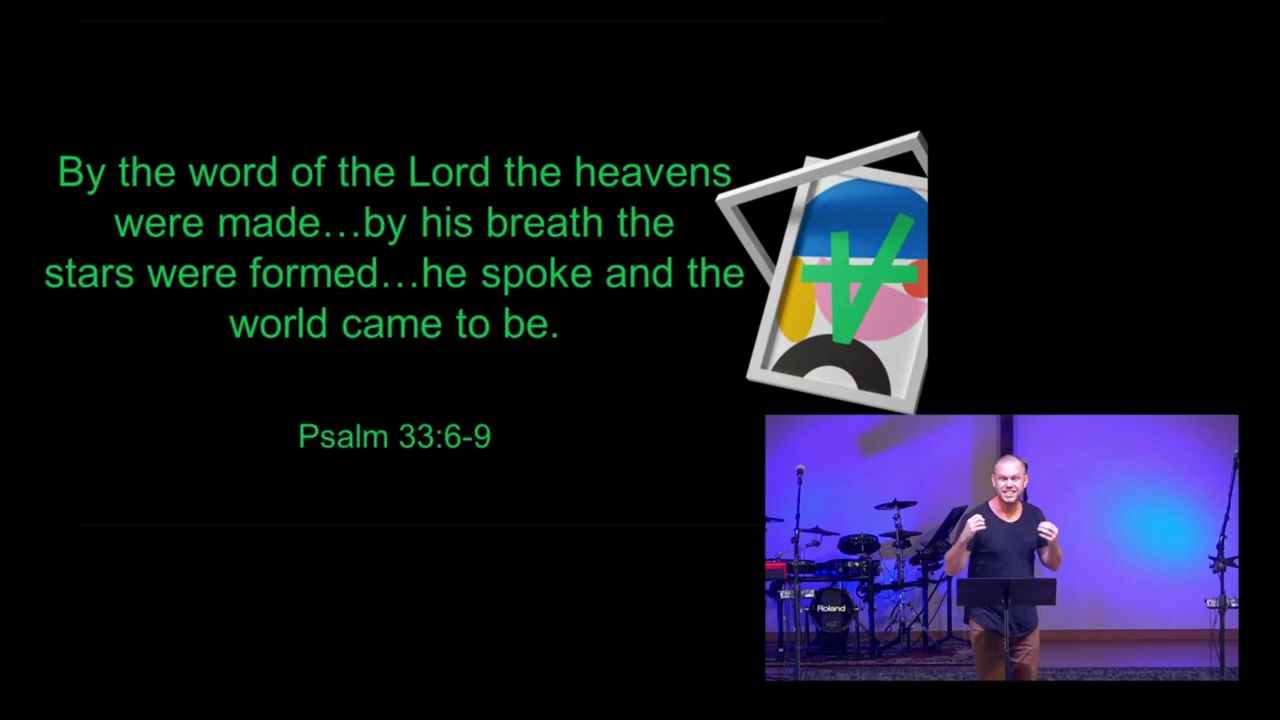 By the word of the Lord the heavens
were made…by his breath the
stars were formed…he spoke and the
world came to be.
Psalm 33:6-9
Roland